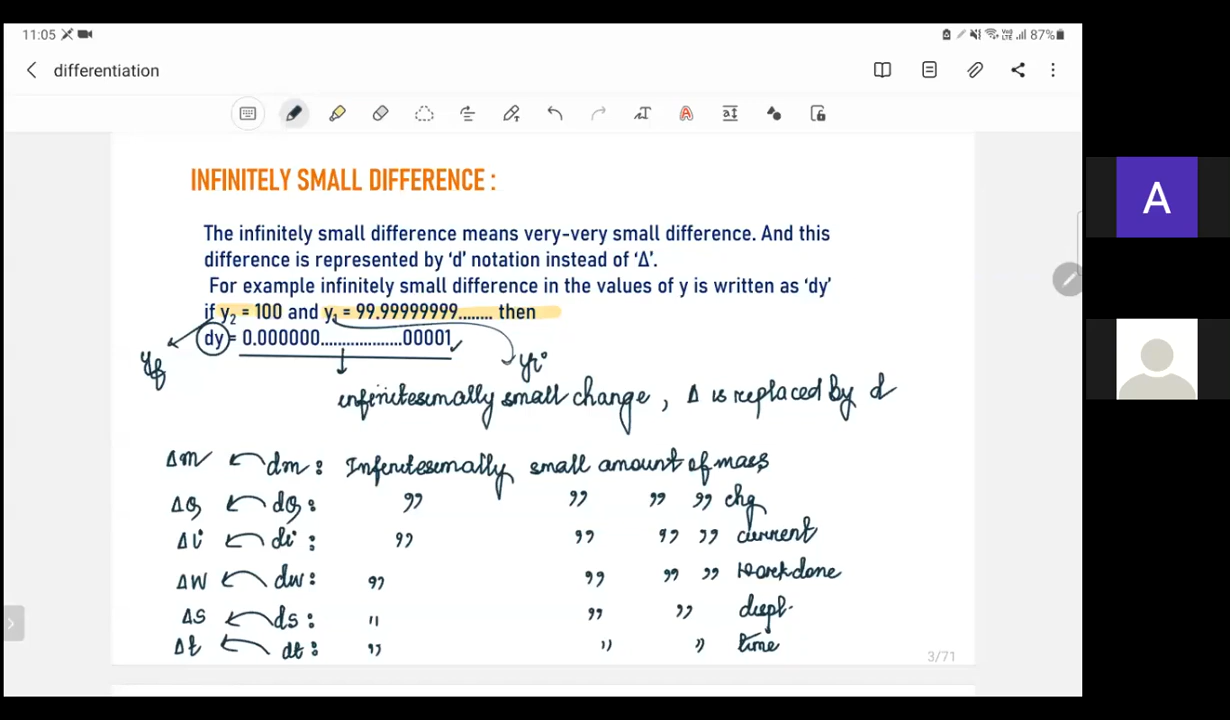 11:05
87%
differentiation
INFINITELY SMALL DIFFERENCE :
The infinitely small difference means very-very small difference. And this
difference is represented by 'd' notation instead of 'Δ'.
For example infinitely small difference in the values of y is written as 'dy'
if y₂ = 100 and y₁ = 99.99999999........ then
dy = 0.000000...................00001
yf
yi
infinitesimally small change, Δ is replaced by d
Δm ← dm : Infinitesimally small amount of mass
Δq ← dq : " " " " chg
Δi ← di : " " " " current
Δw ← dw : " " " " Workdone
Δs ← ds : " " " displ.
Δt ← dt : " " " time
3/71
A